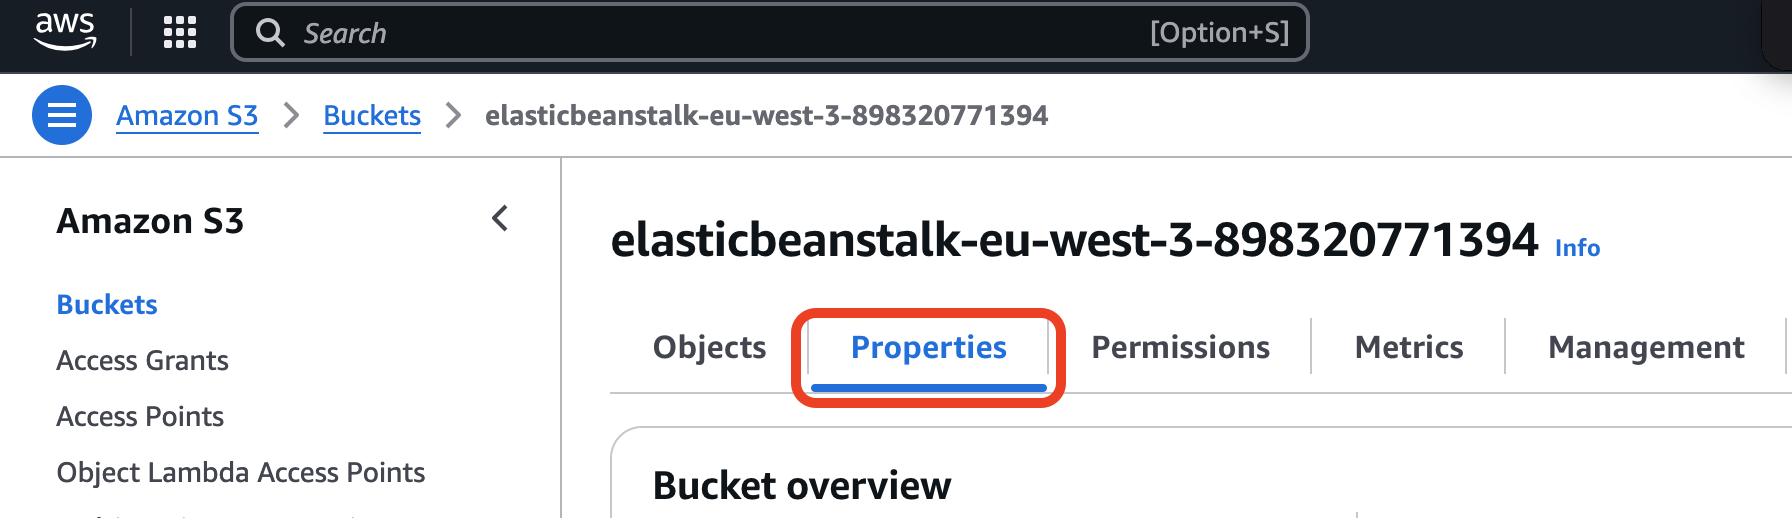 aws
Search [Option+S]
Amazon S3 > Buckets > elasticbeanstalk-eu-west-3-898320771394
Amazon S3
Buckets
Access Grants
Access Points
Object Lambda Access Points
elasticbeanstalk-eu-west-3-898320771394 Info
Objects Properties Permissions Metrics Management
Bucket overview